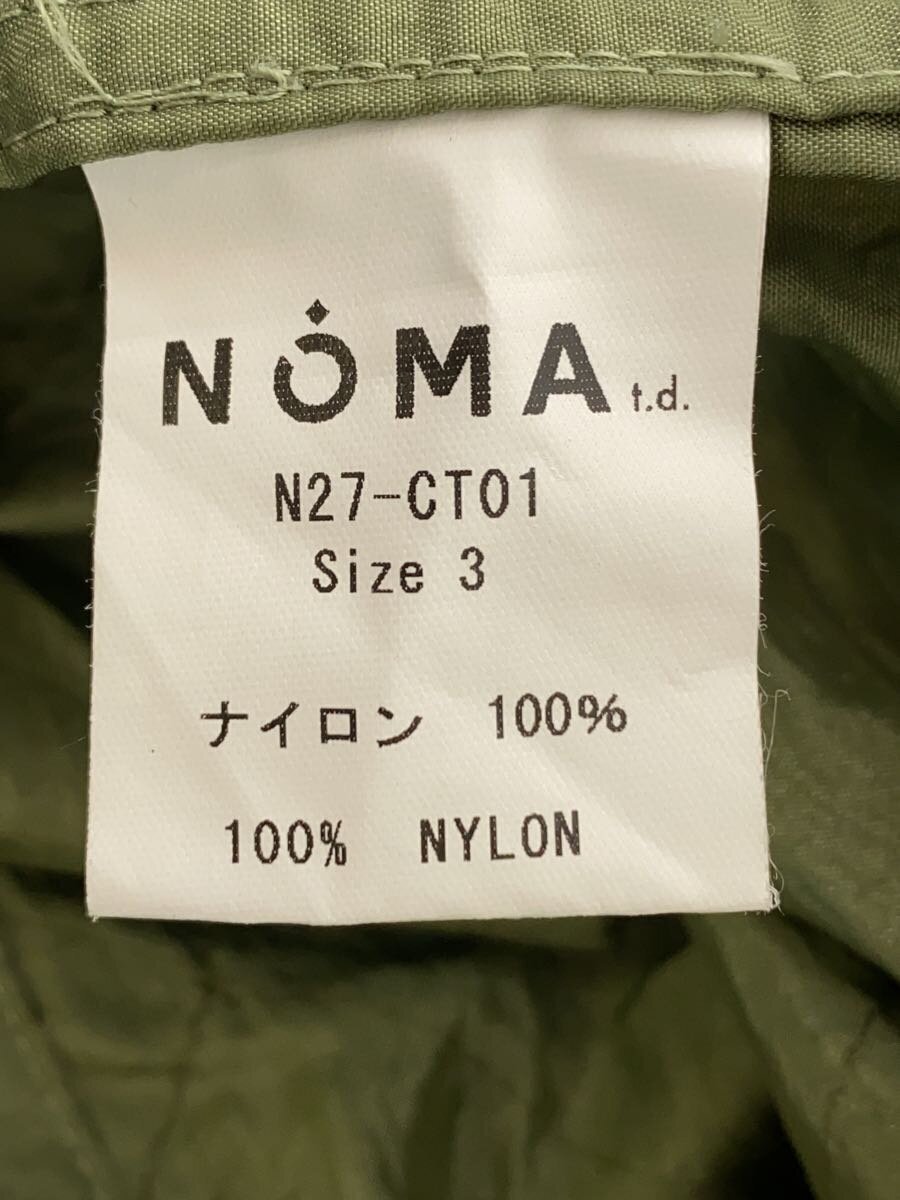 NOMA t.d.
N27-CT01
Size 3
ナイロン 100%
100% NYLON